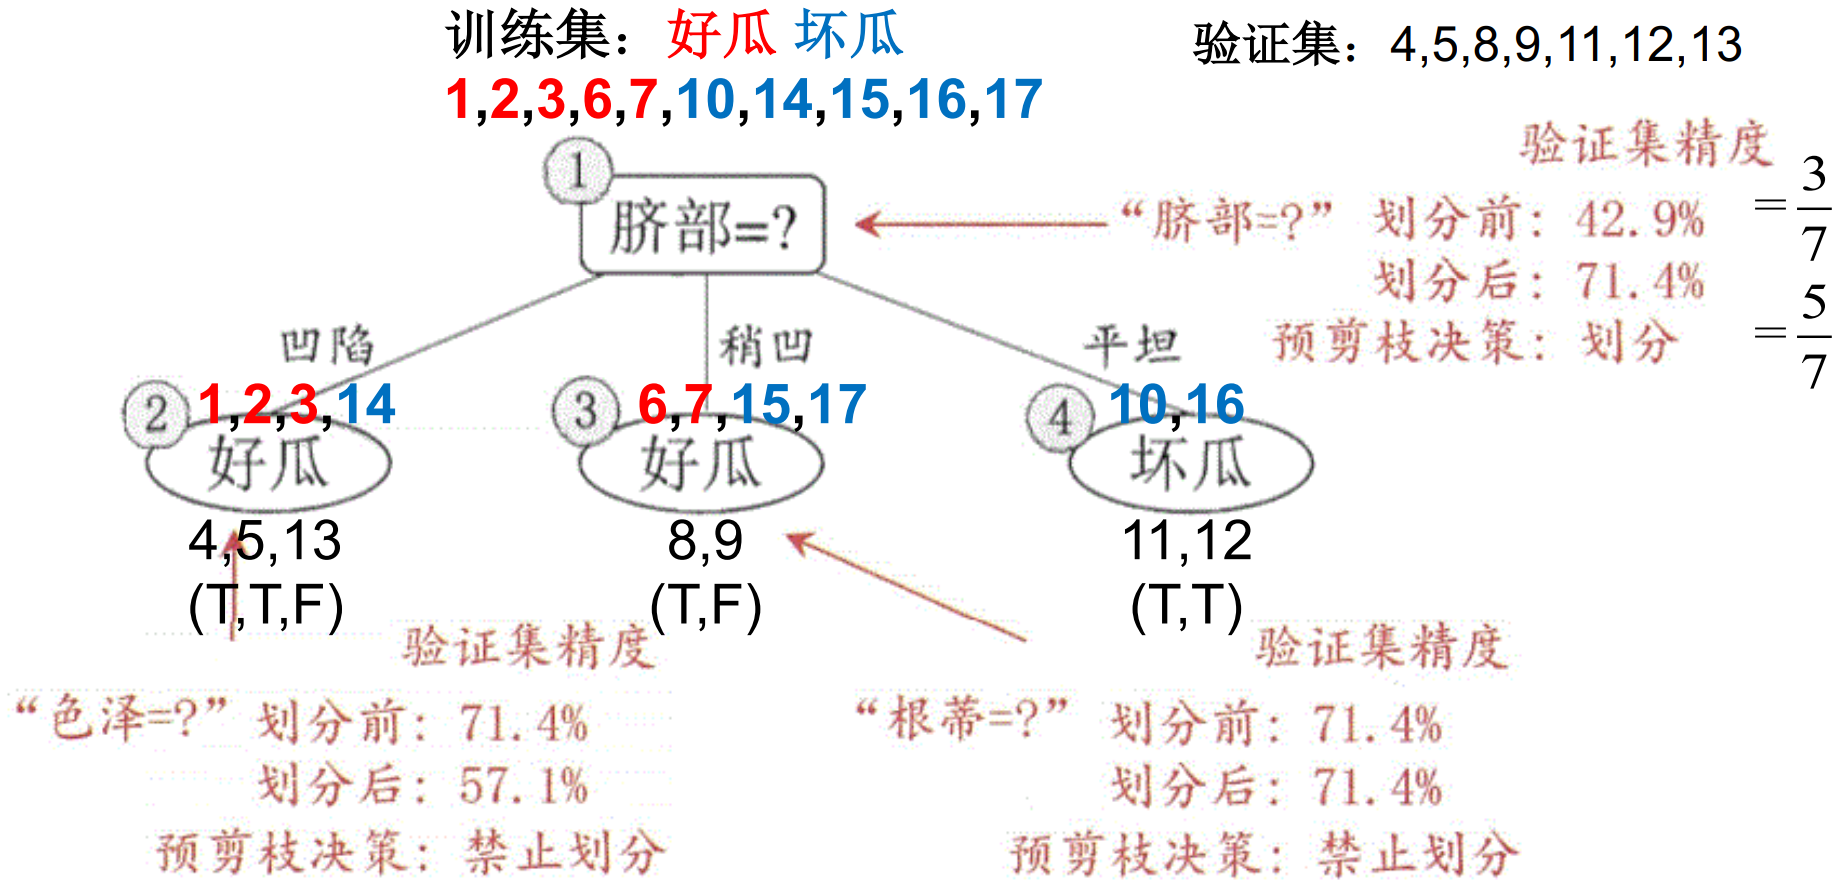 训练集：好瓜 坏瓜
验证集：4,5,8,9,11,12,13
1,2,3,6,7,10,14,15,16,17
验证集精度
1
脐部=?
“脐部=?” 划分前：42.9% =3/7
划分后：71.4%
预剪枝决策：划分 =5/7
凹陷 稍凹 平坦
2 1,2,3,14
好瓜
4,5,13
(T,T,F)
3 6,7,15,17
好瓜
8,9
(T,F)
4 10,16
坏瓜
11,12
(T,T)
验证集精度
“色泽=?” 划分前：71.4%
划分后：57.1%
预剪枝决策：禁止划分
验证集精度
“根蒂=?” 划分前：71.4%
划分后：71.4%
预剪枝决策：禁止划分